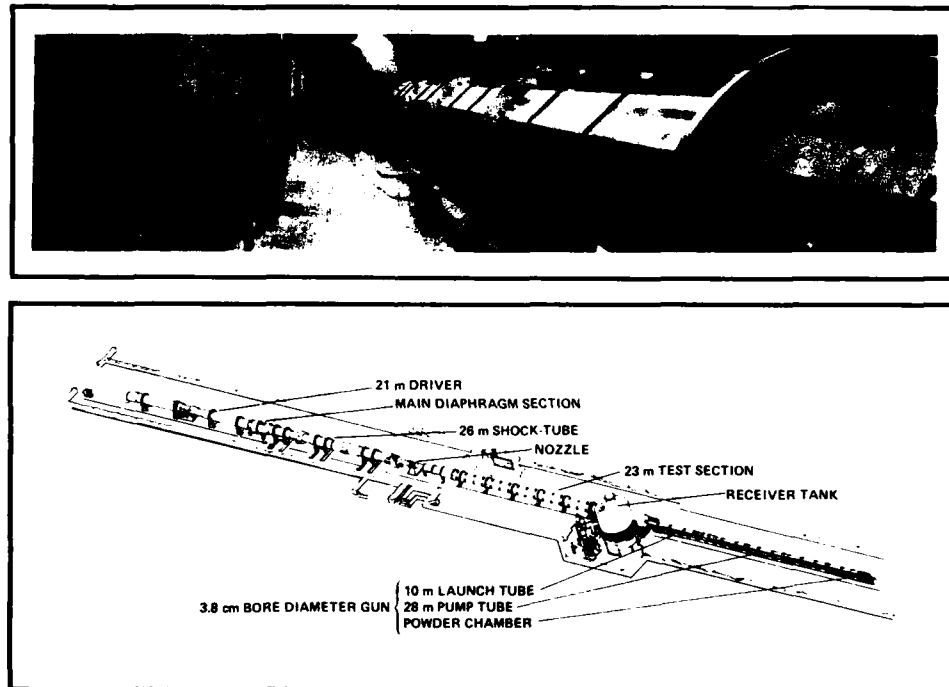 21 m DRIVER
MAIN DIAPHRAGM SECTION
26 m SHOCK-TUBE
NOZZLE
23 m TEST SECTION
RECEIVER TANK
3.8 cm BORE DIAMETER GUN
10 m LAUNCH TUBE
28 m PUMP TUBE
POWDER CHAMBER